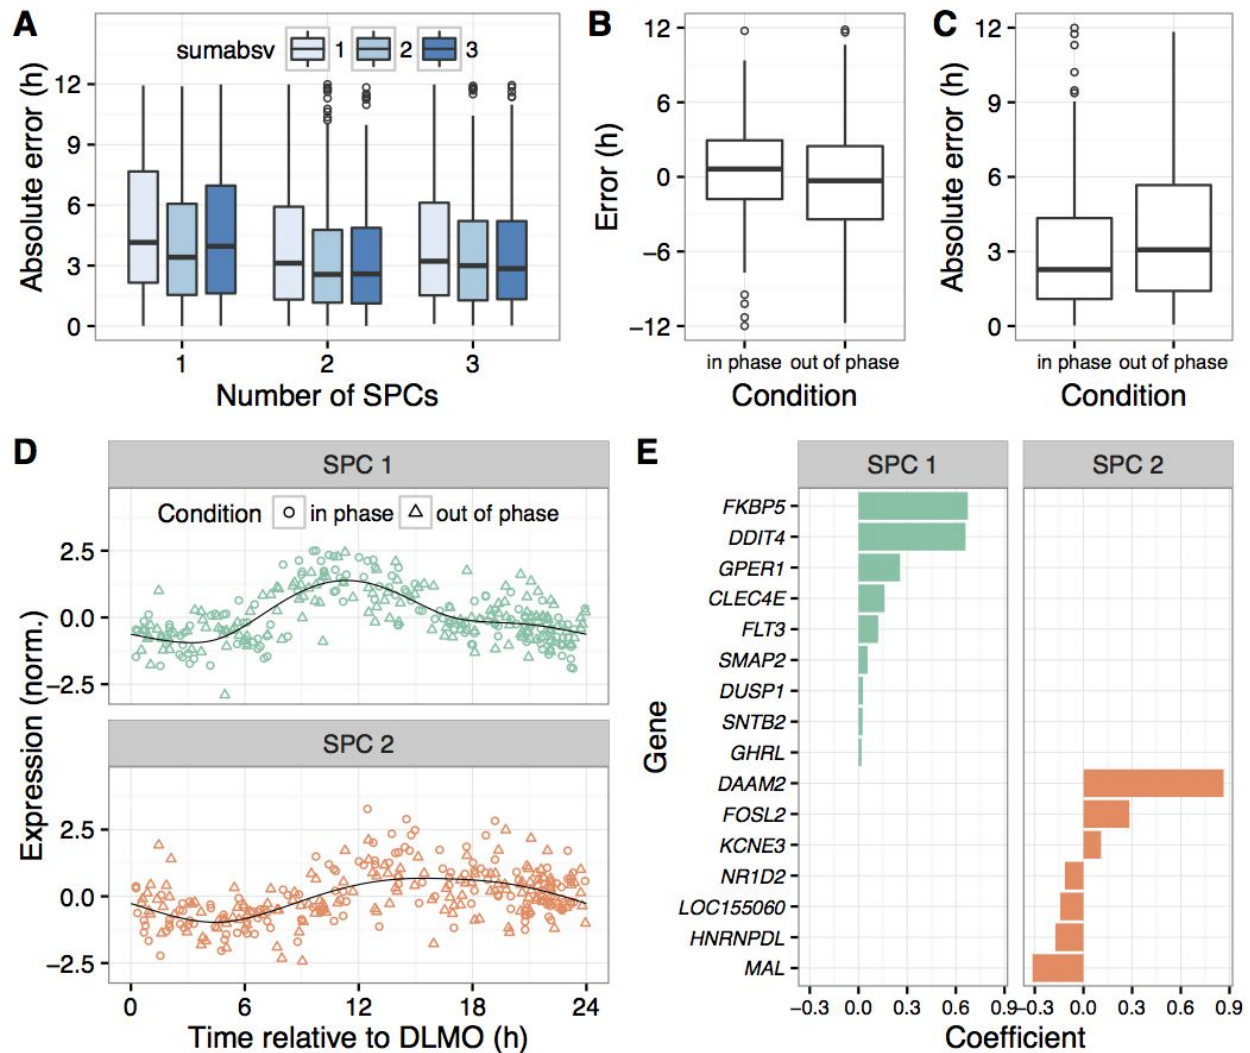 A
sumabsv 1 2 3
Absolute error (h)
12
9
6
3
0
1 2 3
Number of SPCs
B
Error (h)
12
6
0
−6
−12
in phase out of phase
Condition
C
Absolute error (h)
12
9
6
3
0
in phase out of phase
Condition
D
Expression (norm.)
SPC 1
Condition in phase out of phase
2.5
0.0
−2.5
SPC 2
2.5
0.0
−2.5
0 6 12 18 24
Time relative to DLMO (h)
E
Gene
SPC 1 SPC 2
FKBP5
DDIT4
GPER1
CLEC4E
FLT3
SMAP2
DUSP1
SNTB2
GHRL
DAAM2
FOSL2
KCNE3
NR1D2
LOC155060
HNRNPDL
MAL
−0.3 0.0 0.3 0.6 0.9 −0.3 0.0 0.3 0.6 0.9
Coefficient